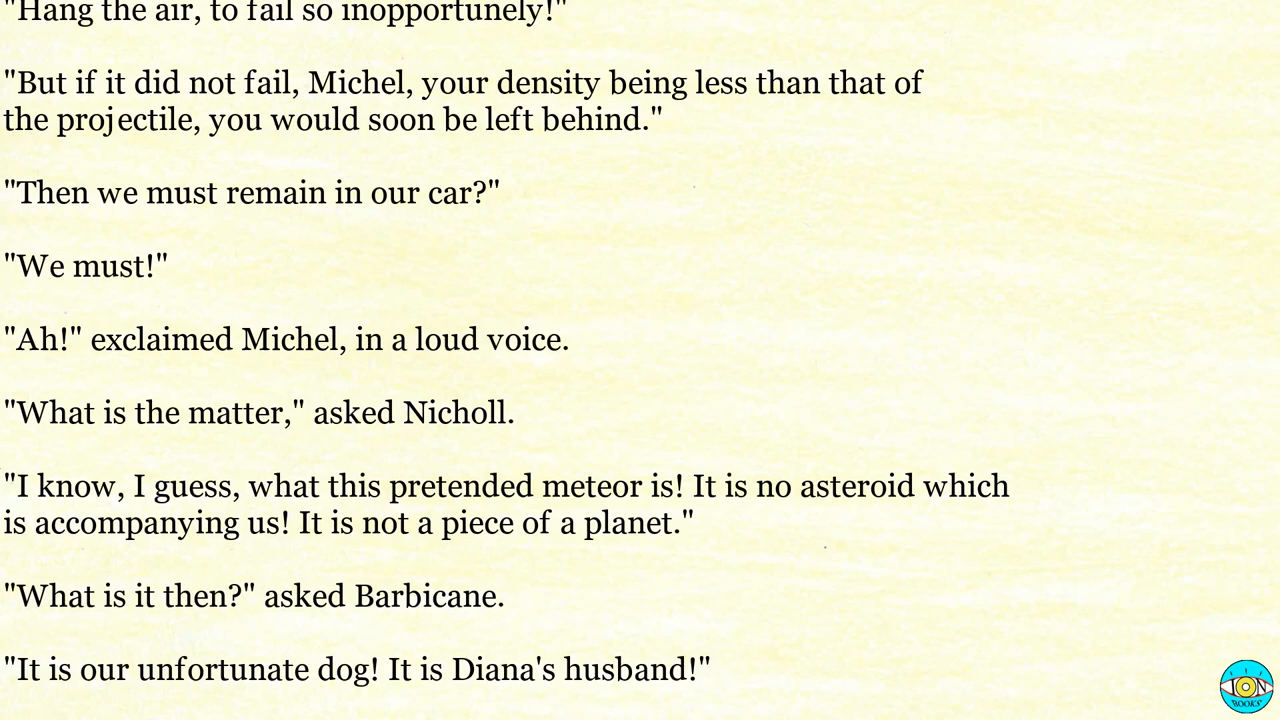 "Hang the air, to fail so inopportunely!"
"But if it did not fail, Michel, your density being less than that of
the projectile, you would soon be left behind."
"Then we must remain in our car?"
"We must!"
"Ah!" exclaimed Michel, in a loud voice.
"What is the matter," asked Nicholl.
"I know, I guess, what this pretended meteor is! It is no asteroid which
is accompanying us! It is not a piece of a planet."
"What is it then?" asked Barbicane.
"It is our unfortunate dog! It is Diana's husband!"
ION
BOOKS